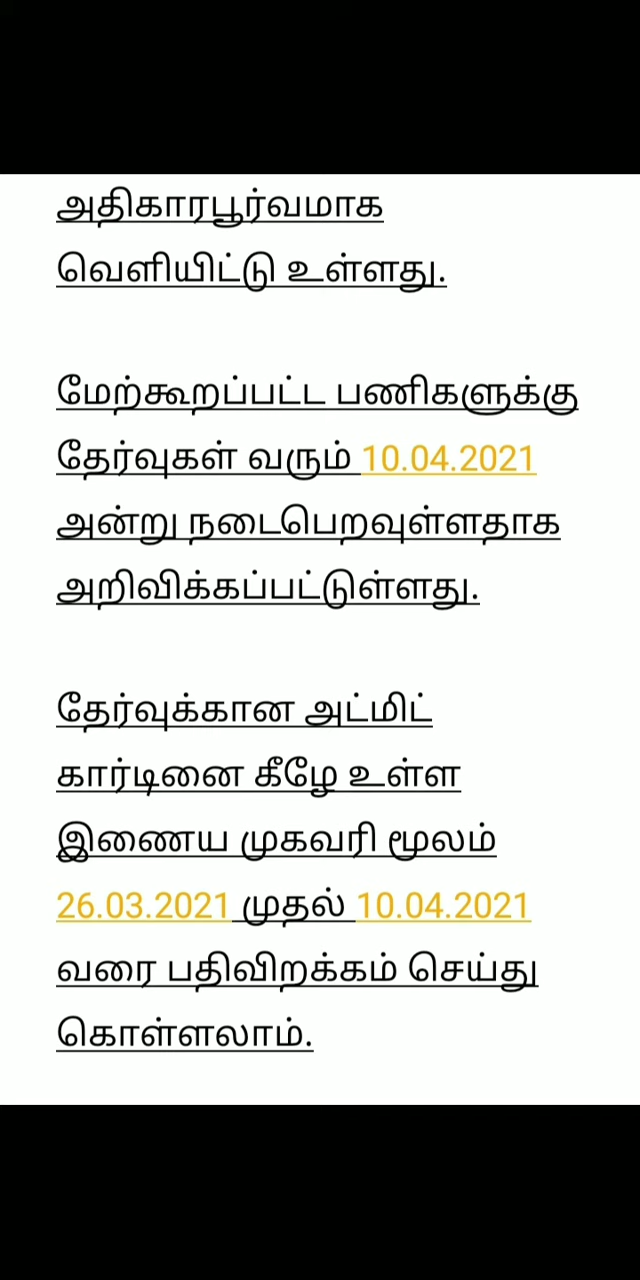 அதிகாரபூர்வமாக
வெளியிட்டு உள்ளது.
மேற்கூறப்பட்ட பணிகளுக்கு
தேர்வுகள் வரும் 10.04.2021
அன்று நடைபெறவுள்ளதாக
அறிவிக்கப்பட்டுள்ளது.
தேர்வுக்கான அட்மிட்
கார்டினை கீழே உள்ள
இணைய முகவரி மூலம்
26.03.2021 முதல் 10.04.2021
வரை பதிவிறக்கம் செய்து
கொள்ளலாம்.